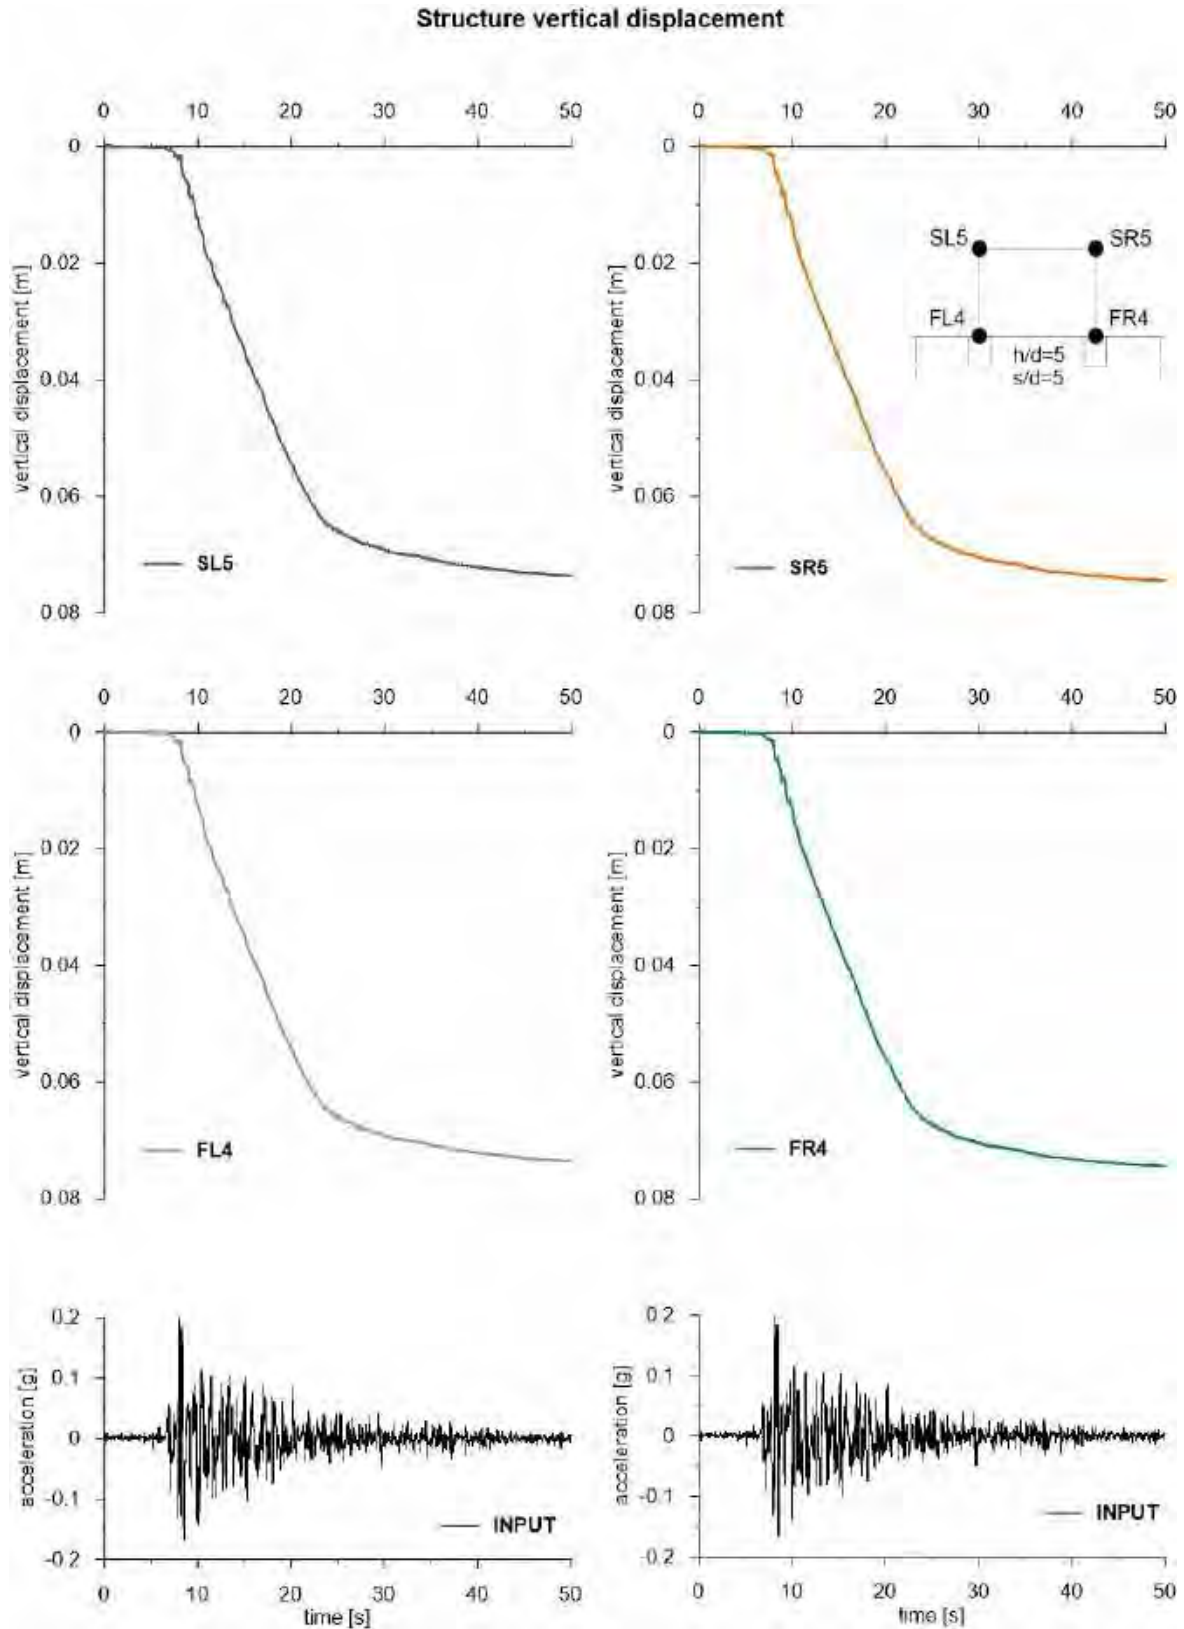 Structure vertical displacement
0 10 20 30 40 50
0
0.02
0.04
0.06
0.08
vertical displacement [m]
SL5
0 10 20 30 40 50
0
0.02
0.04
0.06
0.08
vertical displacement [m]
SL5 SR5
FL4 FR4
h/d=5
s/d=5
SR5
0 10 20 30 40 50
0
0.02
0.04
0.06
0.08
vertical displacement [m]
FL4
0 10 20 30 40 50
0
0.02
0.04
0.06
0.08
vertical displacement [m]
FR4
0.2
0.1
0
-0.1
-0.2
acceleration [g]
INPUT
0 10 20 30 40 50
time [s]
0.2
0.1
0
-0.1
-0.2
acceleration [g]
INPUT
0 10 20 30 40 50
time [s]